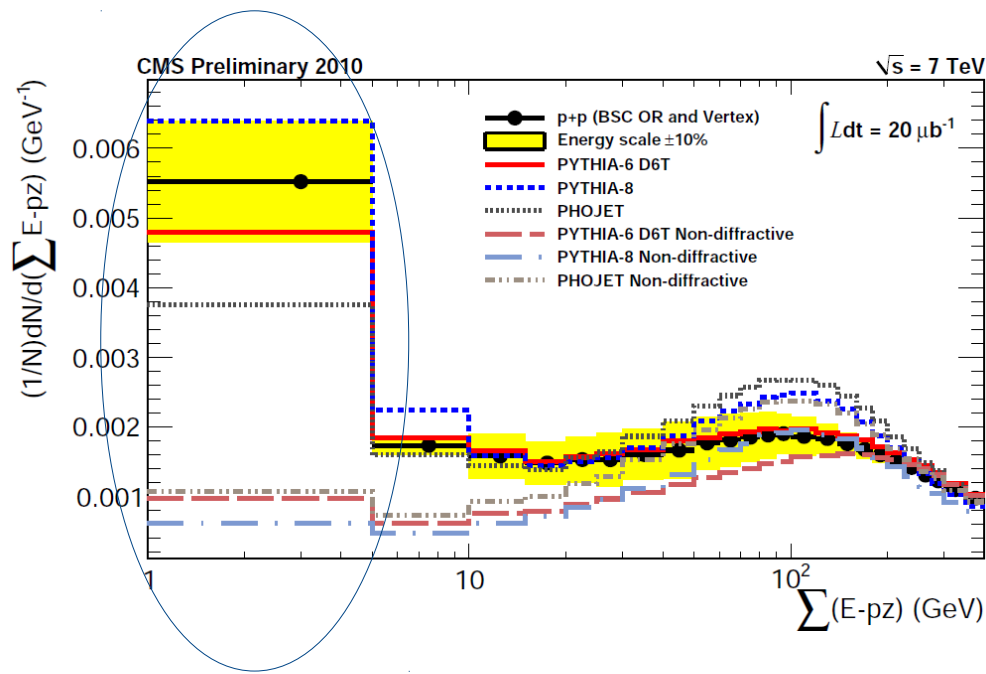 CMS Preliminary 2010
√s = 7 TeV
(1/N)dN/d(∑ E-pz) (GeV⁻¹)
p+p (BSC OR and Vertex)
Energy scale ±10%
PYTHIA-6 D6T
PYTHIA-8
PHOJET
PYTHIA-6 D6T Non-diffractive
PYTHIA-8 Non-diffractive
PHOJET Non-diffractive
∫ L dt = 20 μb⁻¹
0.006
0.005
0.004
0.003
0.002
0.001
1
10
10²
∑(E-pz) (GeV)